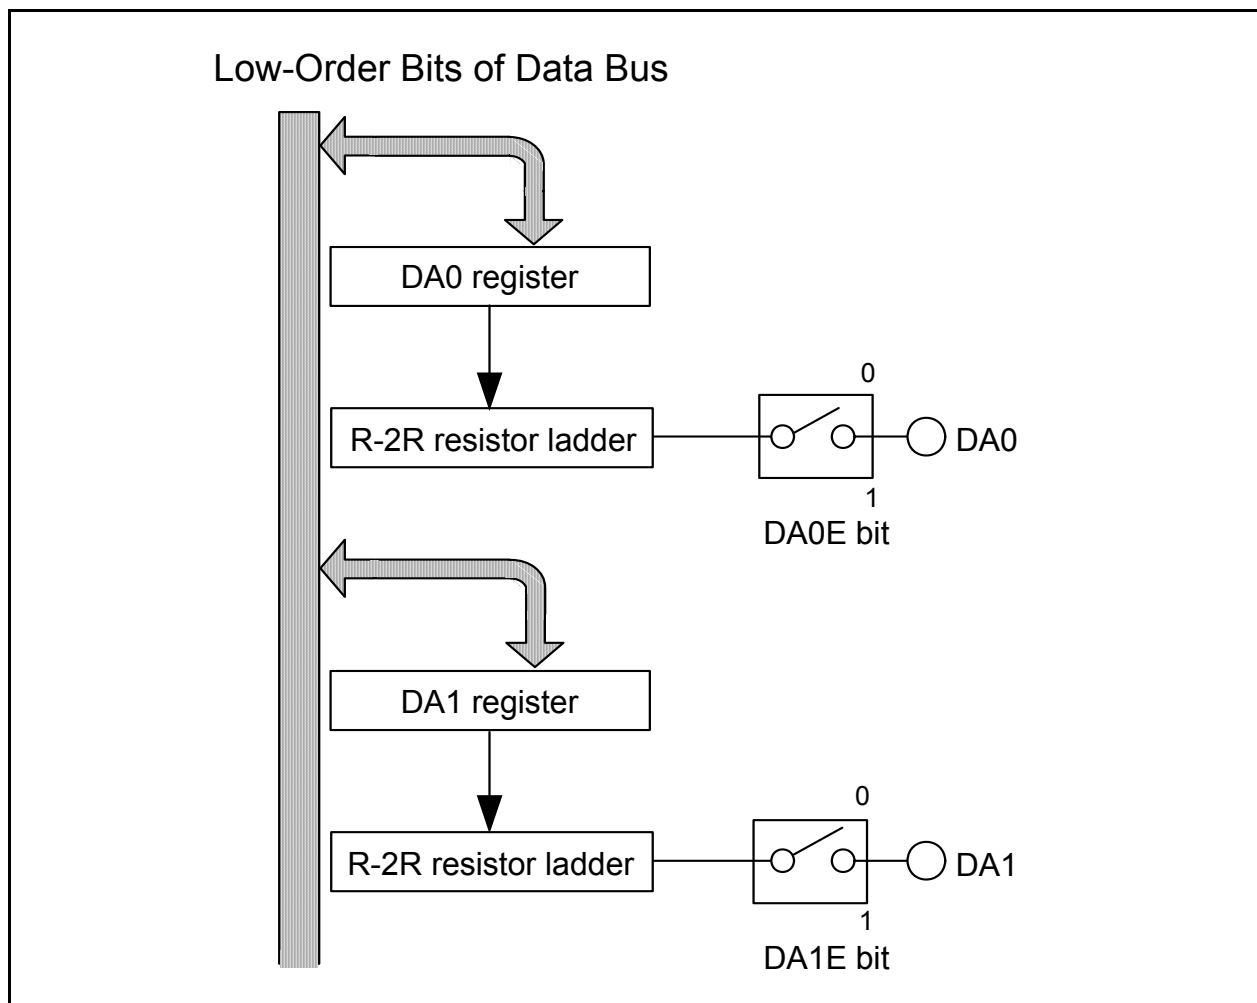 Low-Order Bits of Data Bus
DA0 register
0
R-2R resistor ladder
DA0
1
DA0E bit
DA1 register
0
R-2R resistor ladder
DA1
1
DA1E bit